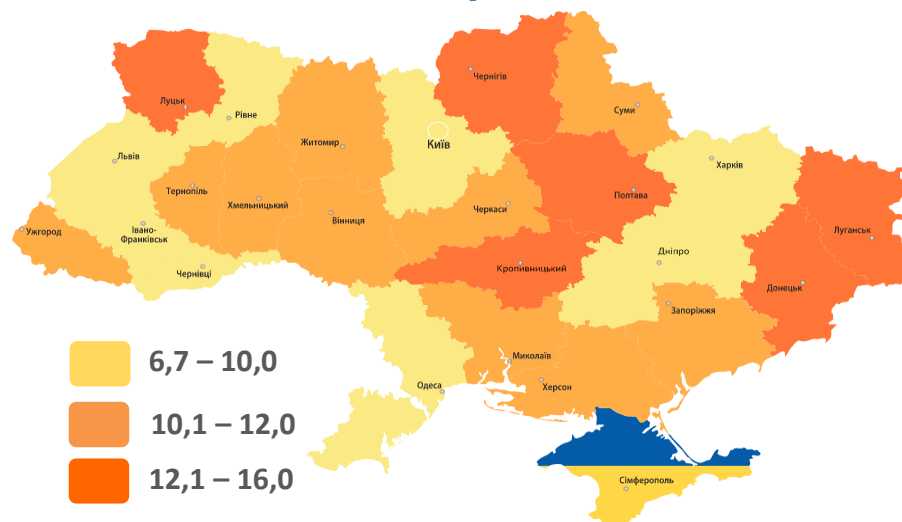 Чернігів
Луцьк
Суми
Рівне
Житомир
Київ
Львів
Харків
Тернопіль
Хмельницький
Полтава
Черкаси
Вінниця
Ужгород
Івано-
Франківськ
Луганськ
Дніпро
Чернівці
Кропивницький
Донецьк
Запоріжжя
6,7 – 10,0
Миколаїв
Одеса
Херсон
10,1 – 12,0
12,1 – 16,0
Сімферополь